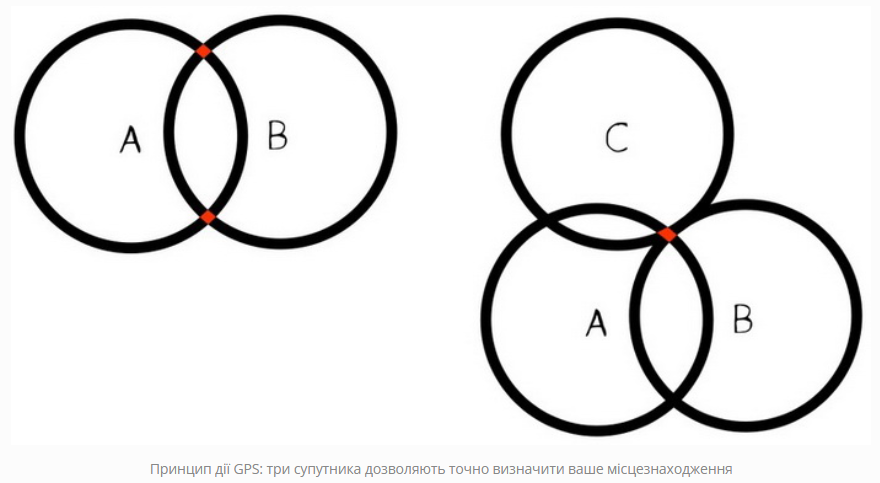 A
B
C
A
B
Принцип дії GPS: три супутника дозволяють точно визначити ваше місцезнаходження